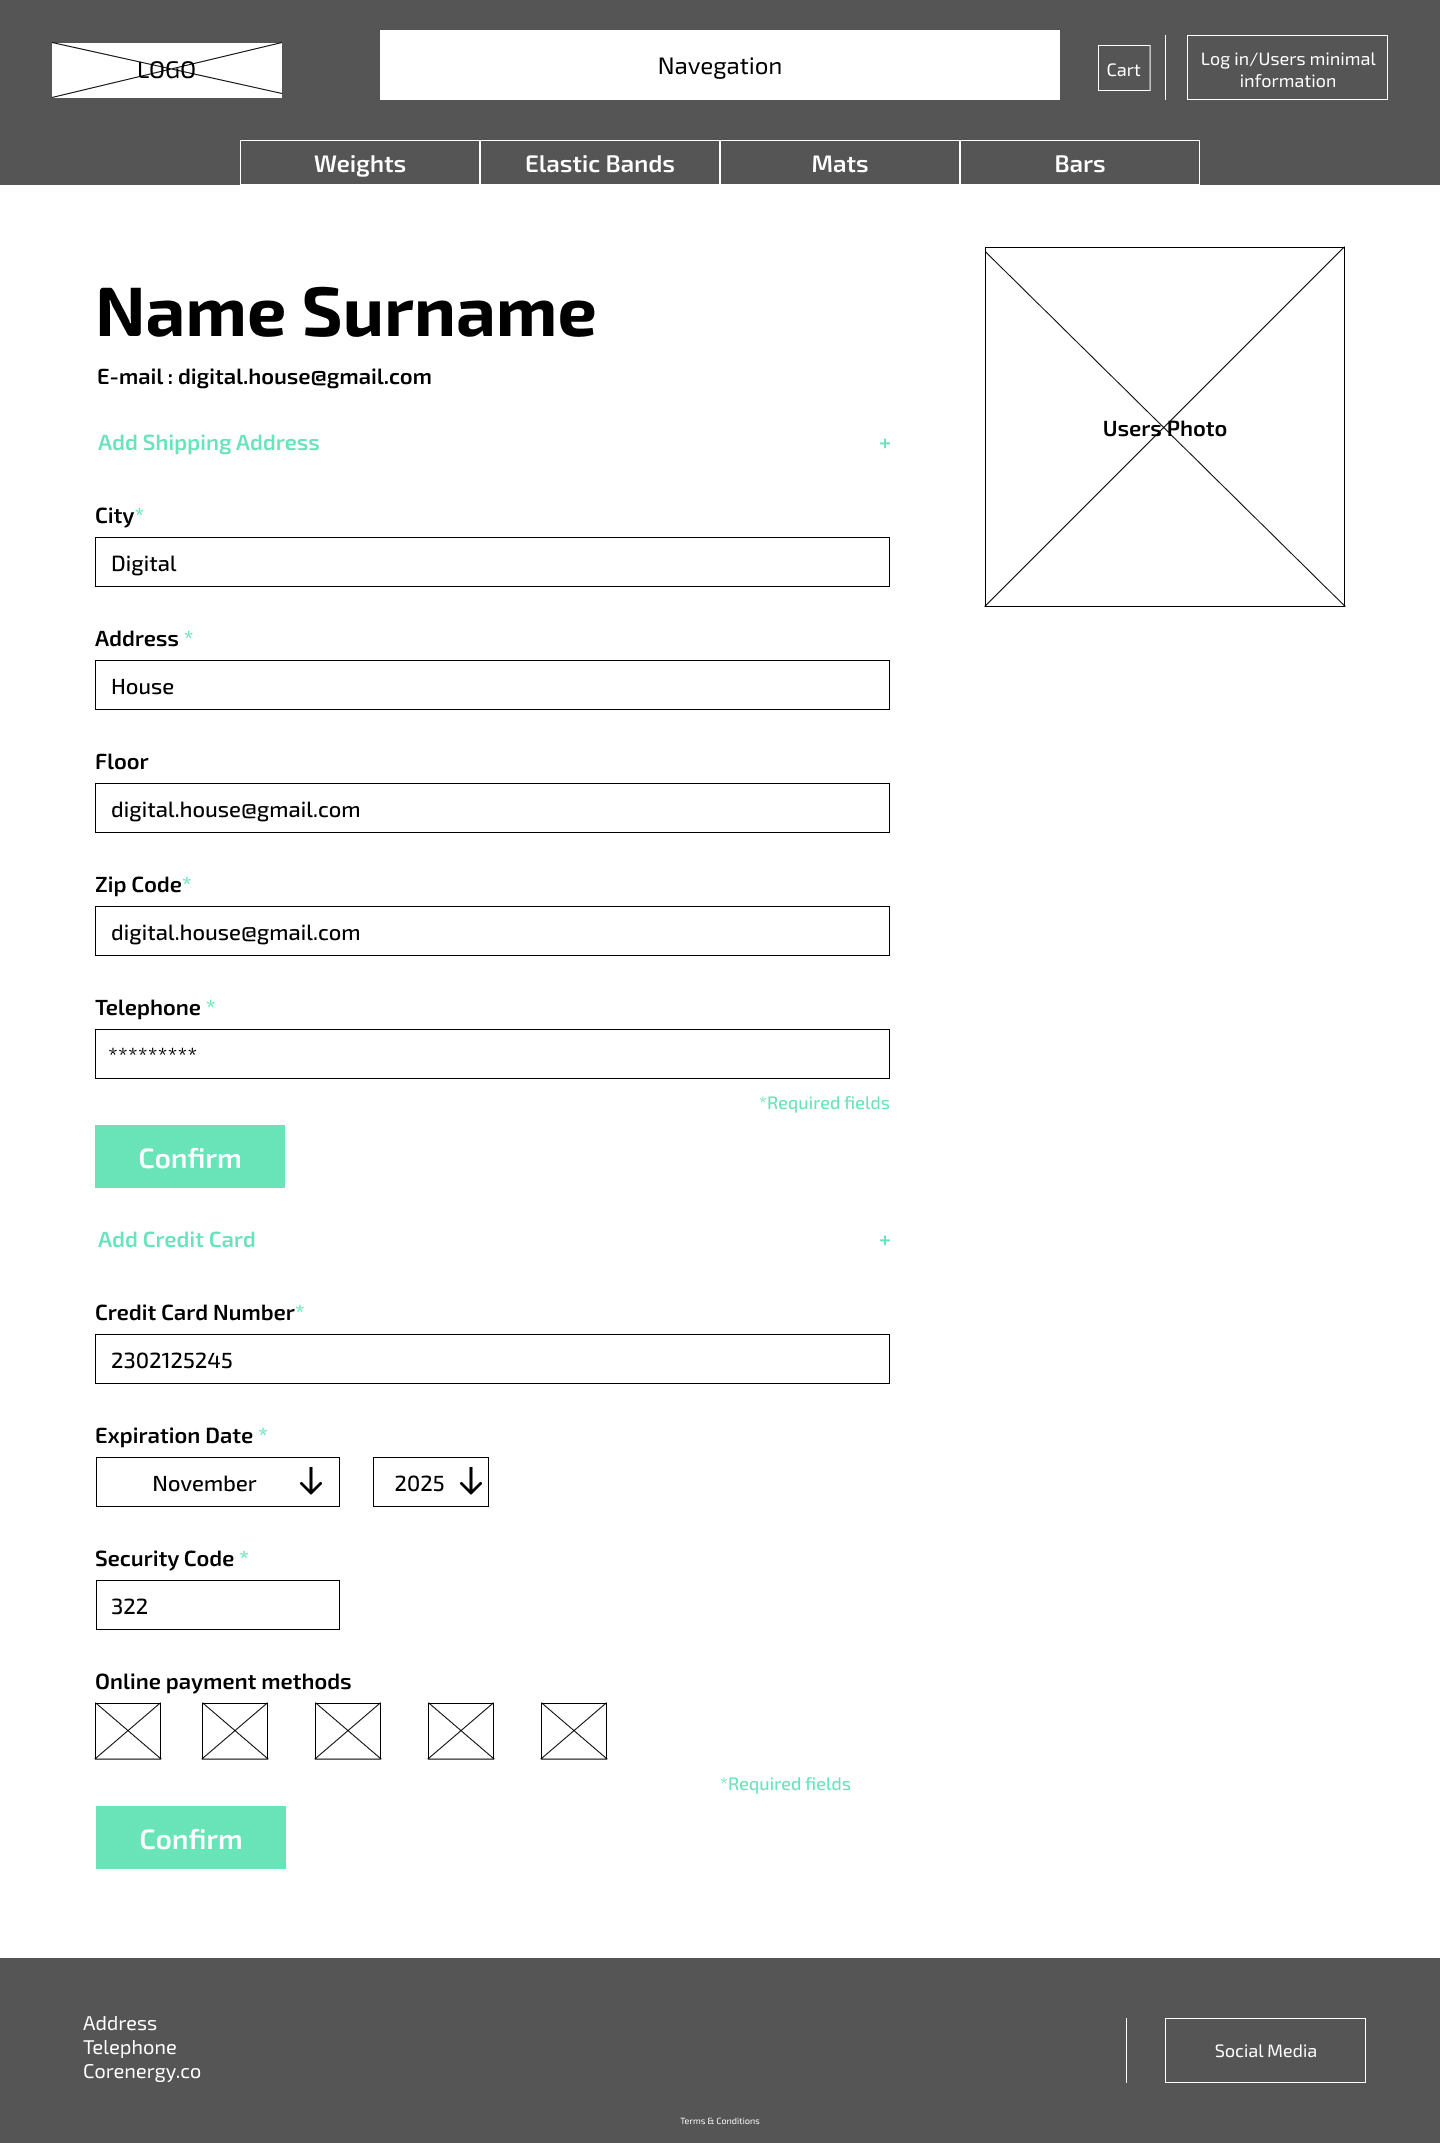 LOGO
Navegation
Cart
Log in/Users minimal
information
Weights
Elastic Bands
Mats
Bars
Name Surname
E-mail : digital.house@gmail.com
Users Photo
Add Shipping Address +
City*
Digital
Address *
House
Floor
digital.house@gmail.com
Zip Code*
digital.house@gmail.com
Telephone *
*********
*Required fields
Confirm
Add Credit Card +
Credit Card Number*
2302125245
Expiration Date *
November
2025
Security Code *
322
Online payment methods
*Required fields
Confirm
Address
Telephone
Corenergy.co
Social Media
Terms & Conditions